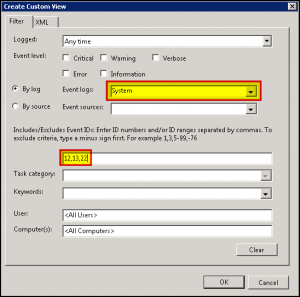 Create Custom View
Filter XML
Logged: Any time
Event level: Critical Warning Verbose
Error Information
By log Event logs: System
By source Event sources:
Includes/Excludes Event IDs: Enter ID numbers and/or ID ranges separated by commas. To
exclude criteria, type a minus sign first. For example 1,3,5-99,-76
12,13,22
Task category:
Keywords:
User: <All Users>
Computer(s): <All Computers>
Clear
OK Cancel